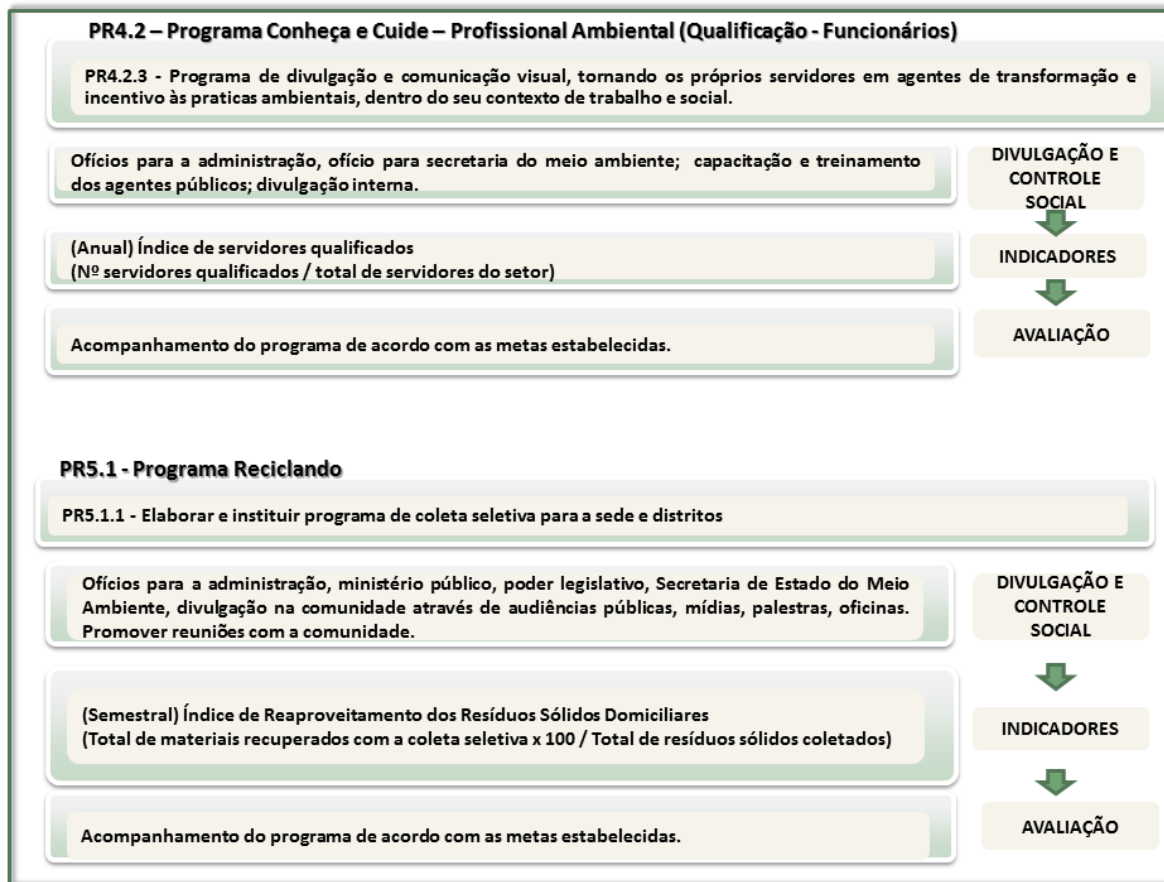 PR4.2 – Programa Conheça e Cuide – Profissional Ambiental (Qualificação - Funcionários)
PR4.2.3 - Programa de divulgação e comunicação visual, tornando os próprios servidores em agentes de transformação e
incentivo às praticas ambientais, dentro do seu contexto de trabalho e social.
Ofícios para a administração, ofício para secretaria do meio ambiente; capacitação e treinamento
dos agentes públicos; divulgação interna.
DIVULGAÇÃO E
CONTROLE
SOCIAL
(Anual) Índice de servidores qualificados
(Nº servidores qualificados / total de servidores do setor)
INDICADORES
Acompanhamento do programa de acordo com as metas estabelecidas.
AVALIAÇÃO
PR5.1 - Programa Reciclando
PR5.1.1 - Elaborar e instituir programa de coleta seletiva para a sede e distritos
Ofícios para a administração, ministério público, poder legislativo, Secretaria de Estado do Meio
Ambiente, divulgação na comunidade através de audiências públicas, mídias, palestras, oficinas.
Promover reuniões com a comunidade.
DIVULGAÇÃO E
CONTROLE
SOCIAL
(Semestral) Índice de Reaproveitamento dos Resíduos Sólidos Domiciliares
(Total de materiais recuperados com a coleta seletiva x 100 / Total de resíduos sólidos coletados)
INDICADORES
Acompanhamento do programa de acordo com as metas estabelecidas.
AVALIAÇÃO